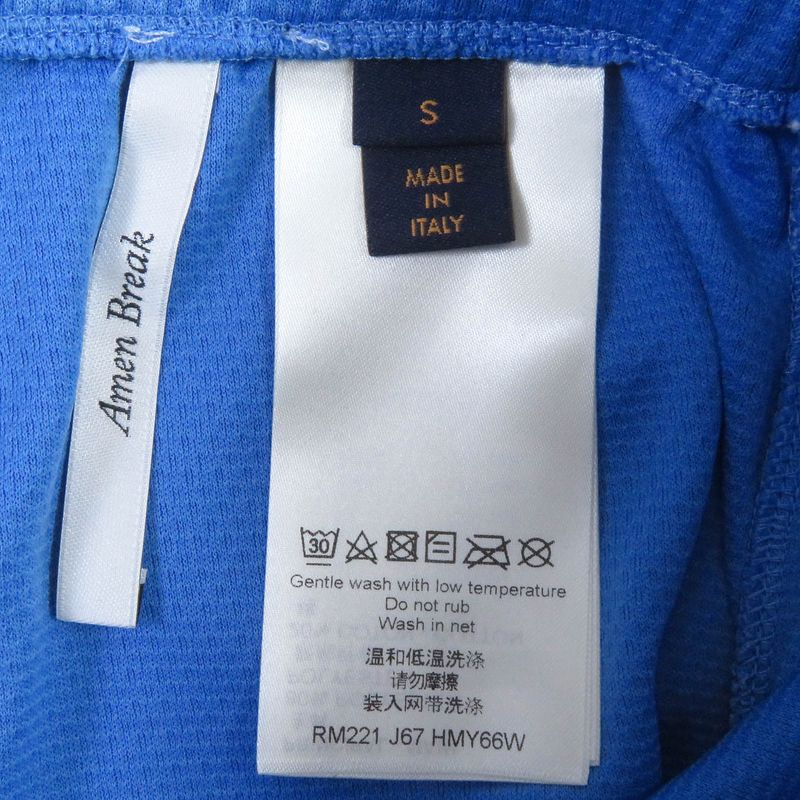 Amen Break
S
MADE
IN
ITALY
30
Gentle wash with low temperature
Do not rub
Wash in net
温和低温洗涤
请勿摩擦
装入网带洗涤
RM221 J67 HMY66W